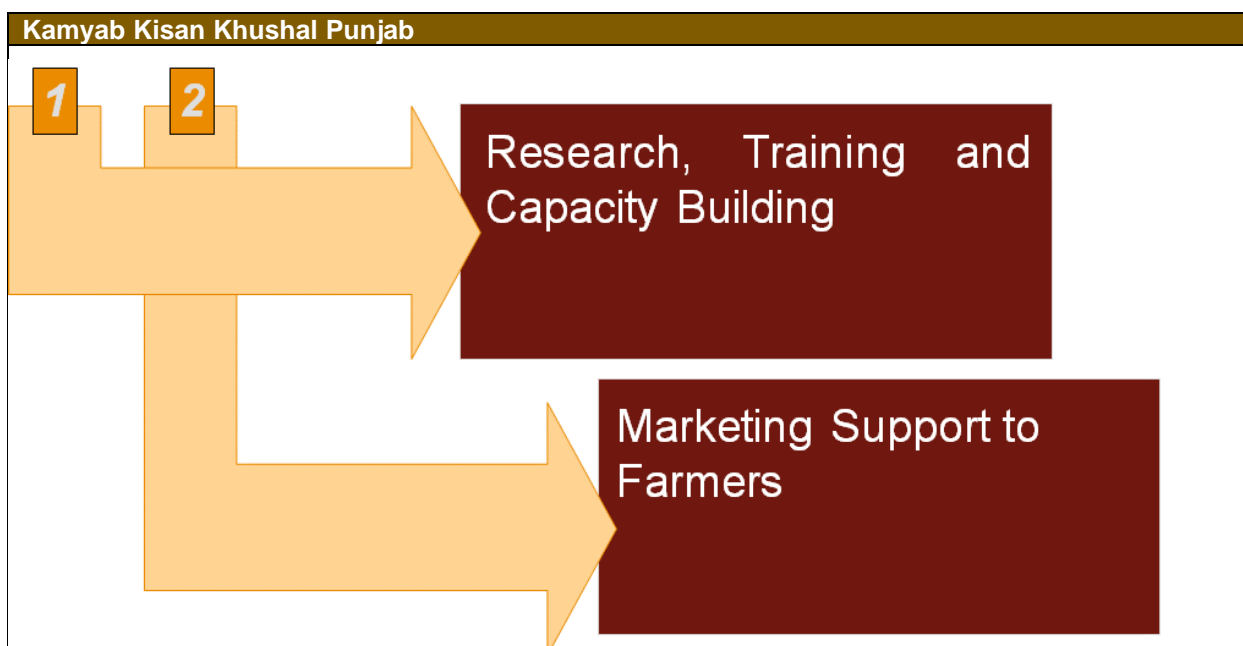 Kamyab Kisan Khushal Punjab
1
2
Research, Training and
Capacity Building
Marketing Support to
Farmers